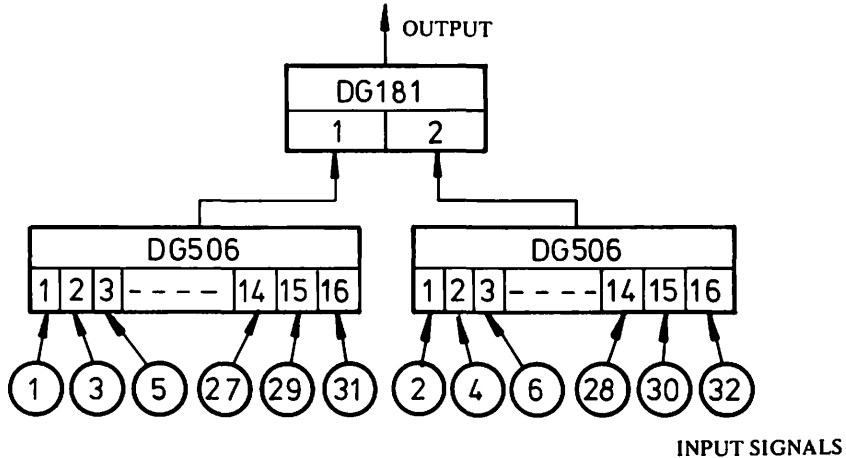 OUTPUT
DG181
1 2
DG506 DG506
1 2 3 ---- 14 15 16 1 2 3 ---- 14 15 16
1 3 5 27 29 31 2 4 6 28 30 32
INPUT SIGNALS